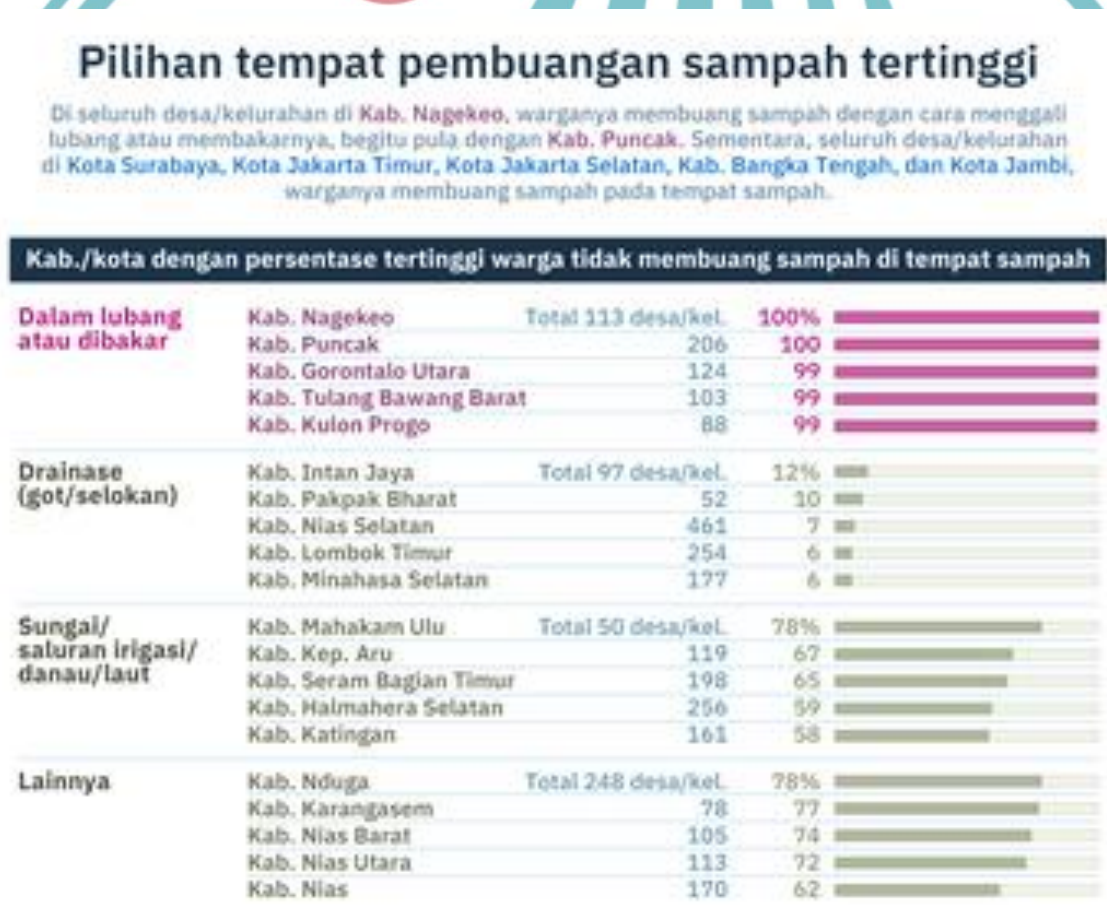 Pilihan tempat pembuangan sampah tertinggi
Di seluruh desa/kelurahan di Kab. Nagekeo, warganya membuang sampah dengan cara menggali
lubang atau membakarnya, begitu pula dengan Kab. Puncak. Sementara, seluruh desa/kelurahan
di Kota Surabaya, Kota Jakarta Timur, Kota Jakarta Selatan, Kab. Bangka Tengah, dan Kota Jambi,
warganya membuang sampah pada tempat sampah.
Kab./kota dengan persentase tertinggi warga tidak membuang sampah di tempat sampah
Dalam lubang
atau dibakar
Kab. Nagekeo Total 113 desa/kel. 100%
Kab. Puncak 206 100
Kab. Gorontalo Utara 124 99
Kab. Tulang Bawang Barat 103 99
Kab. Kulon Progo 88 99
Drainase
(got/selokan)
Kab. Intan Jaya Total 97 desa/kel. 12%
Kab. Pakpak Bharat 52 10
Kab. Nias Selatan 461 7
Kab. Lombok Timur 254 6
Kab. Minahasa Selatan 177 6
Sungai/
saluran irigasi/
danau/laut
Kab. Mahakam Ulu Total 50 desa/kel. 78%
Kab. Kep. Aru 119 67
Kab. Seram Bagian Timur 198 65
Kab. Halmahera Selatan 256 59
Kab. Katingan 161 58
Lainnya
Kab. Nduga Total 248 desa/kel. 78%
Kab. Karangasem 78 77
Kab. Nias Barat 105 74
Kab. Nias Utara 113 72
Kab. Nias 170 62